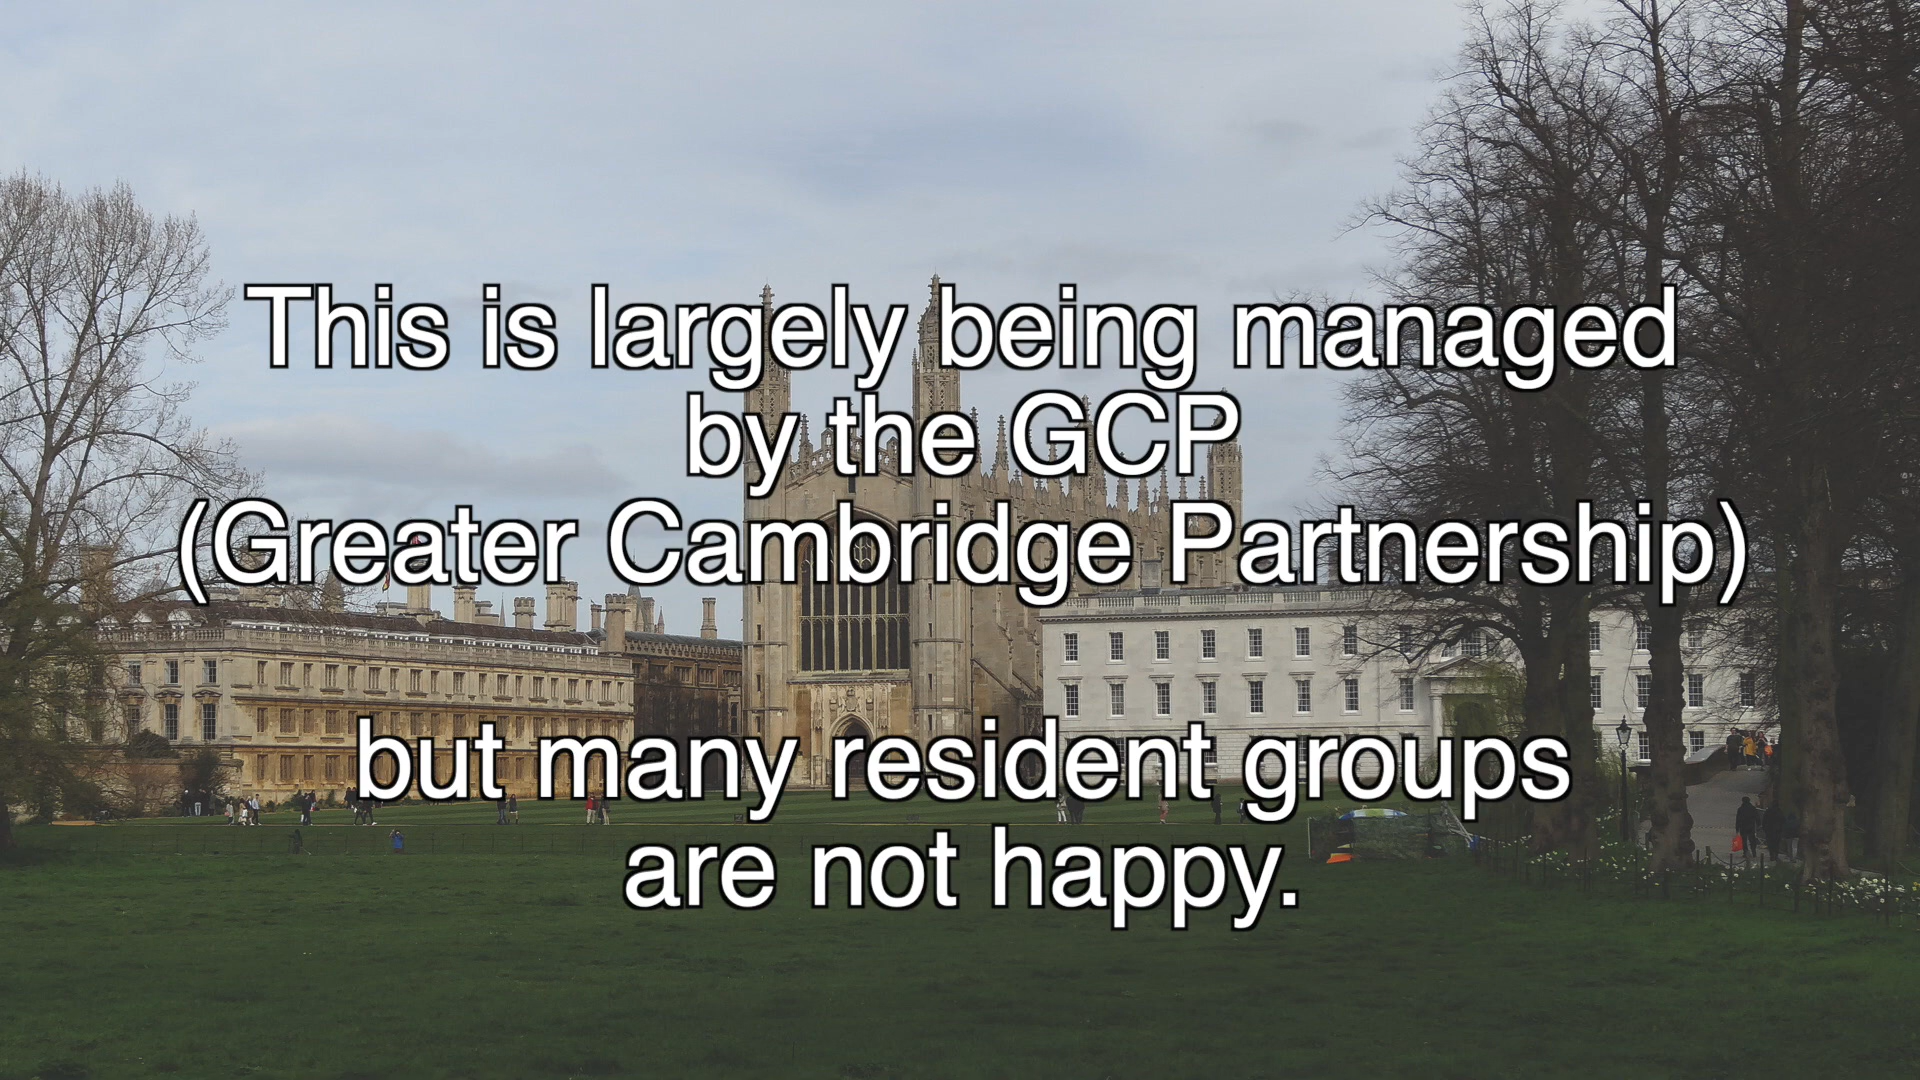 This is largely being managed
by the GCP
(Greater Cambridge Partnership)
but many resident groups
are not happy.